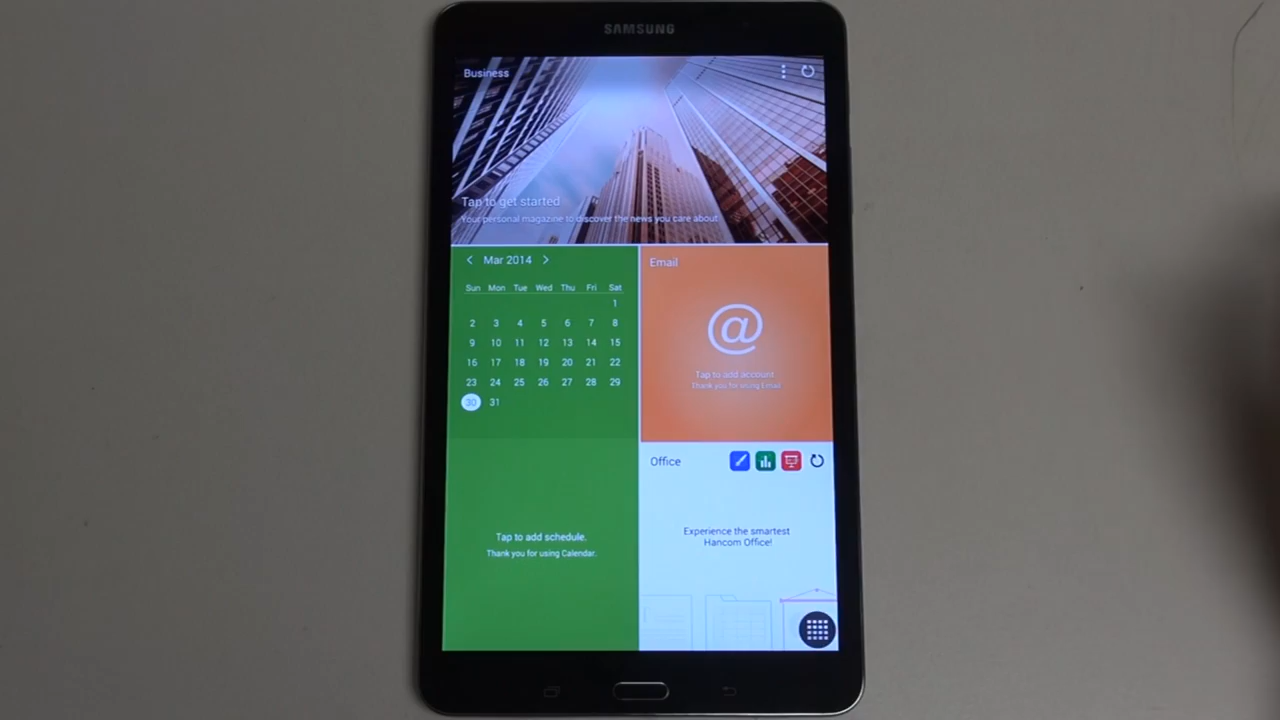 SAMSUNG
Business
Tap to get started
Your personal magazine to discover the news you care about
Mar 2014
Sun Mon Tue Wed Thu Fri Sat
1
2 3 4 5 6 7 8
9 10 11 12 13 14 15
16 17 18 19 20 21 22
23 24 25 26 27 28 29
30 31
Tap to add schedule.
Thank you for using Calendar.
Email
@
Tap to add account
Thank you for using Email
Office
Experience the smartest
Hancom Office!